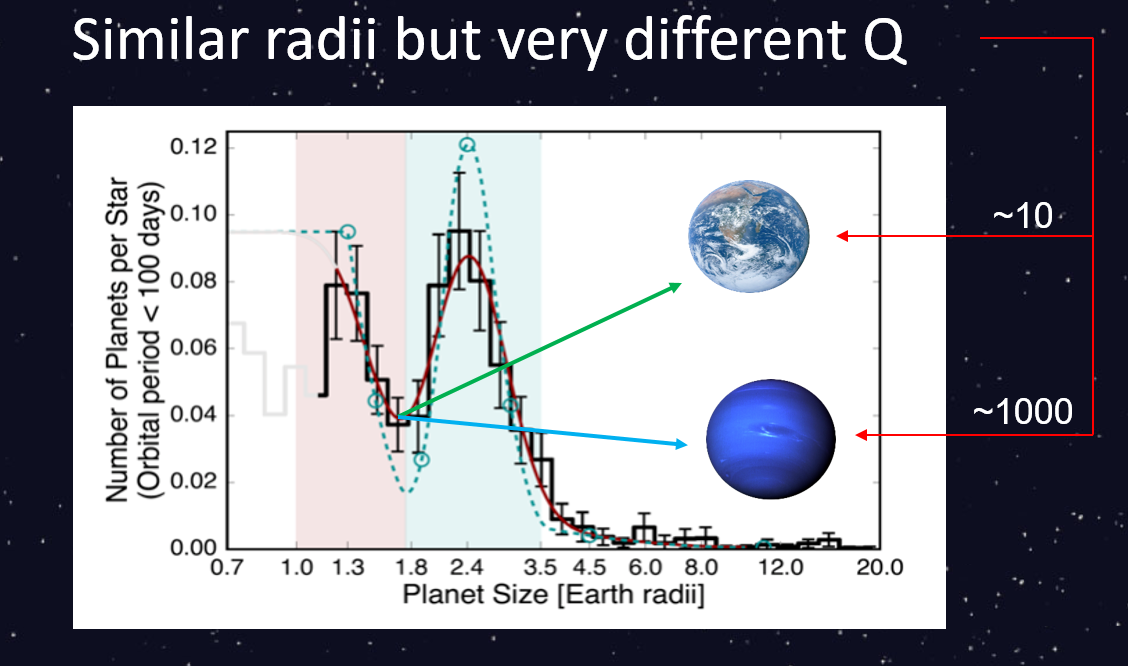 Similar radii but very different Q
~10
~1000
Number of Planets per Star
(Orbital period < 100 days)
0.12
0.10
0.08
0.06
0.04
0.02
0.00
0.7 1.0 1.3 1.8 2.4 3.5 4.5 6.0 8.0 12.0 20.0
Planet Size [Earth radii]